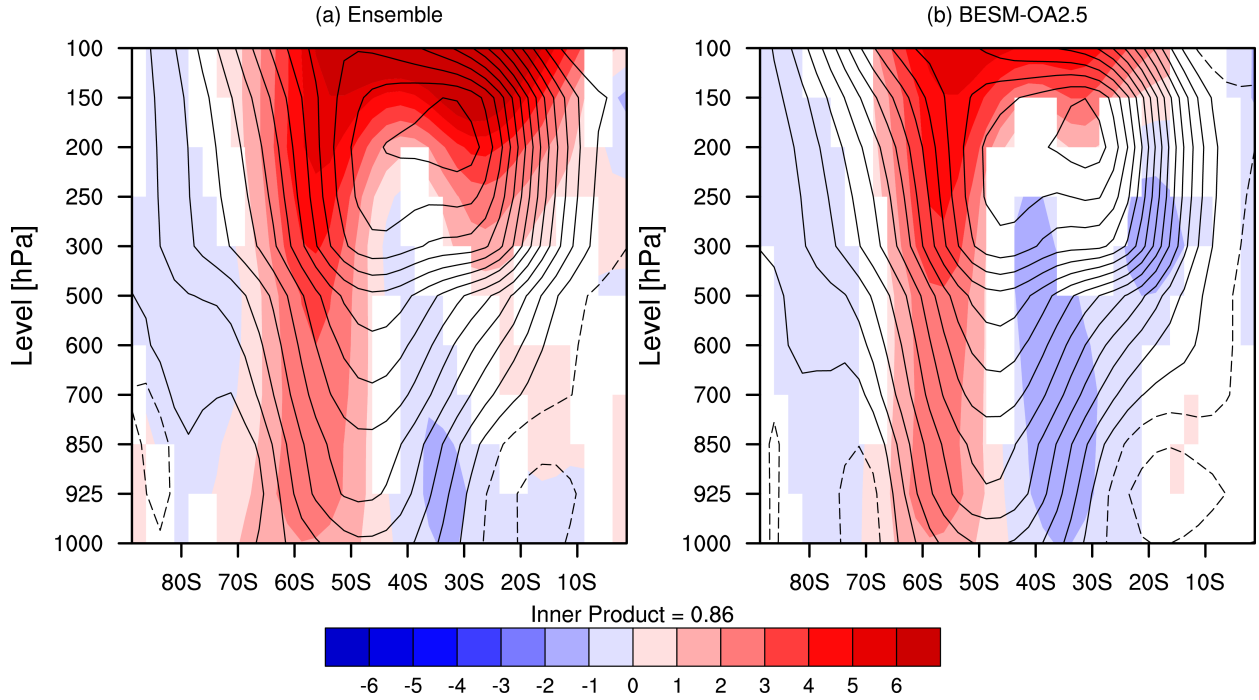 (a) Ensemble
(b) BESM-OA2.5
Level [hPa]
100
150
200
250
300
500
600
700
850
925
1000
80S 70S 60S 50S 40S 30S 20S 10S
Level [hPa]
100
150
200
250
300
500
600
700
850
925
1000
80S 70S 60S 50S 40S 30S 20S 10S
Inner Product = 0.86
-6 -5 -4 -3 -2 -1 0 1 2 3 4 5 6